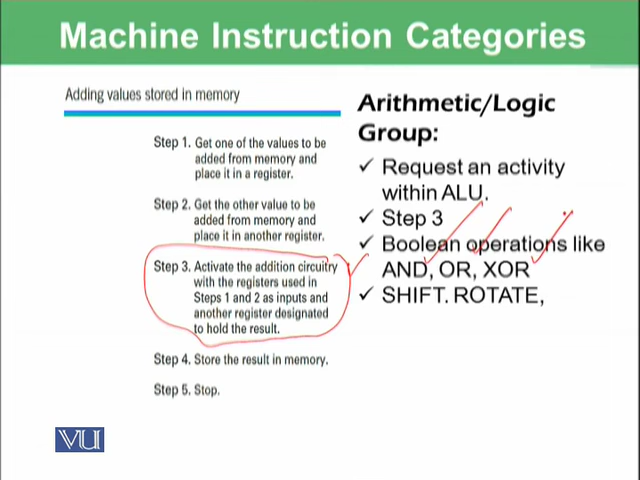 Machine Instruction Categories
Adding values stored in memory
Step 1. Get one of the values to be
added from memory and
place it in a register.
Step 2. Get the other value to be
added from memory and
place it in another register.
Step 3. Activate the addition circuitry
with the registers used in
Steps 1 and 2 as inputs and
another register designated
to hold the result.
Step 4. Store the result in memory.
Step 5. Stop.
Arithmetic/Logic
Group:
✓ Request an activity
within ALU.
✓ Step 3
✓ Boolean operations like
AND, OR, XOR
✓ SHIFT. ROTATE,
VU